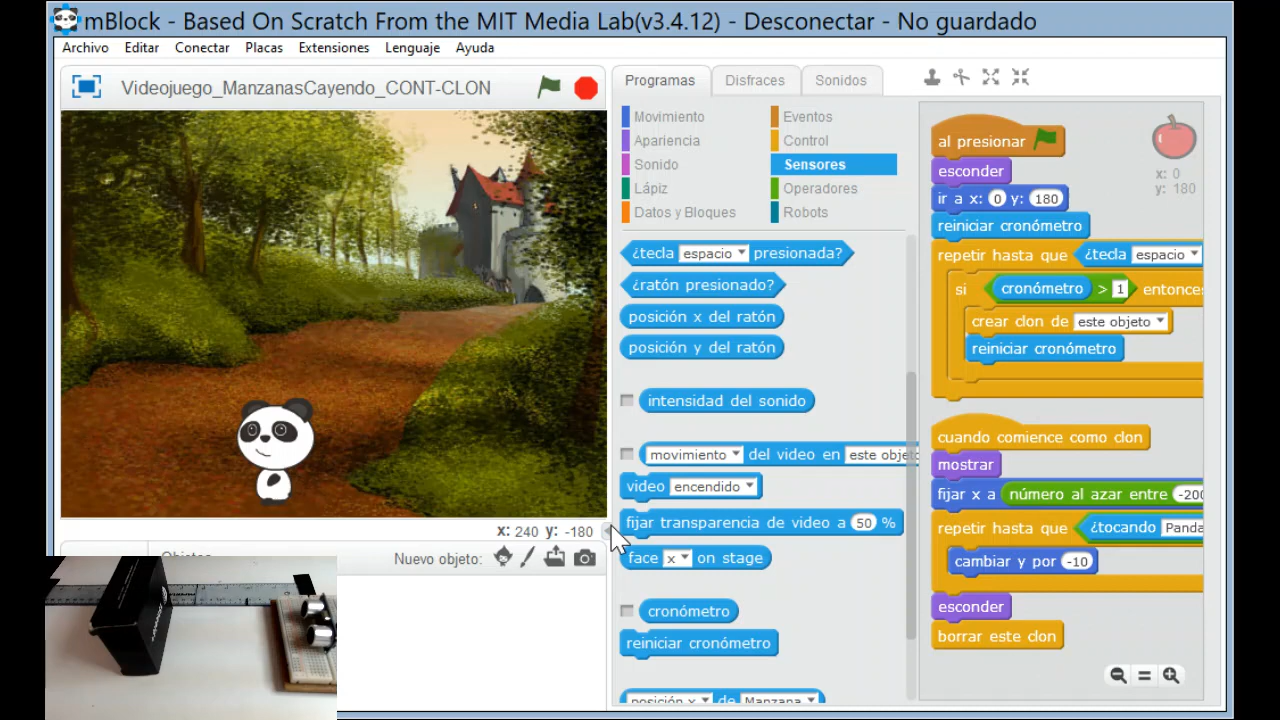 mBlock - Based On Scratch From the MIT Media Lab(v3.4.12) - Desconectar - No guardado
Archivo Editar Conectar Placas Extensiones Lenguaje Ayuda
Videojuego_ManzanasCayendo_CONT-CLON
Programas Disfraces Sonidos
Movimiento Eventos
Apariencia Control
Sonido Sensores
Lápiz Operadores
Datos y Bloques Robots
¿tecla espacio presionada?
¿ratón presionado?
posición x del ratón
posición y del ratón
intensidad del sonido
movimiento del video en este objeto
video encendido
fijar transparencia de video a 50 %
face x on stage
cronómetro
reiniciar cronómetro
posición x de Manzana
al presionar
esconder
ir a x: 0 y: 180
reiniciar cronómetro
repetir hasta que ¿tecla espacio
si cronómetro > 1 entonces
crear clon de este objeto
reiniciar cronómetro
cuando comience como clon
mostrar
fijar x a número al azar entre -200
repetir hasta que ¿tocando Panda
cambiar y por -10
esconder
borrar este clon
x: 0
y: 180
x: 240 y: -180
Nuevo objeto: